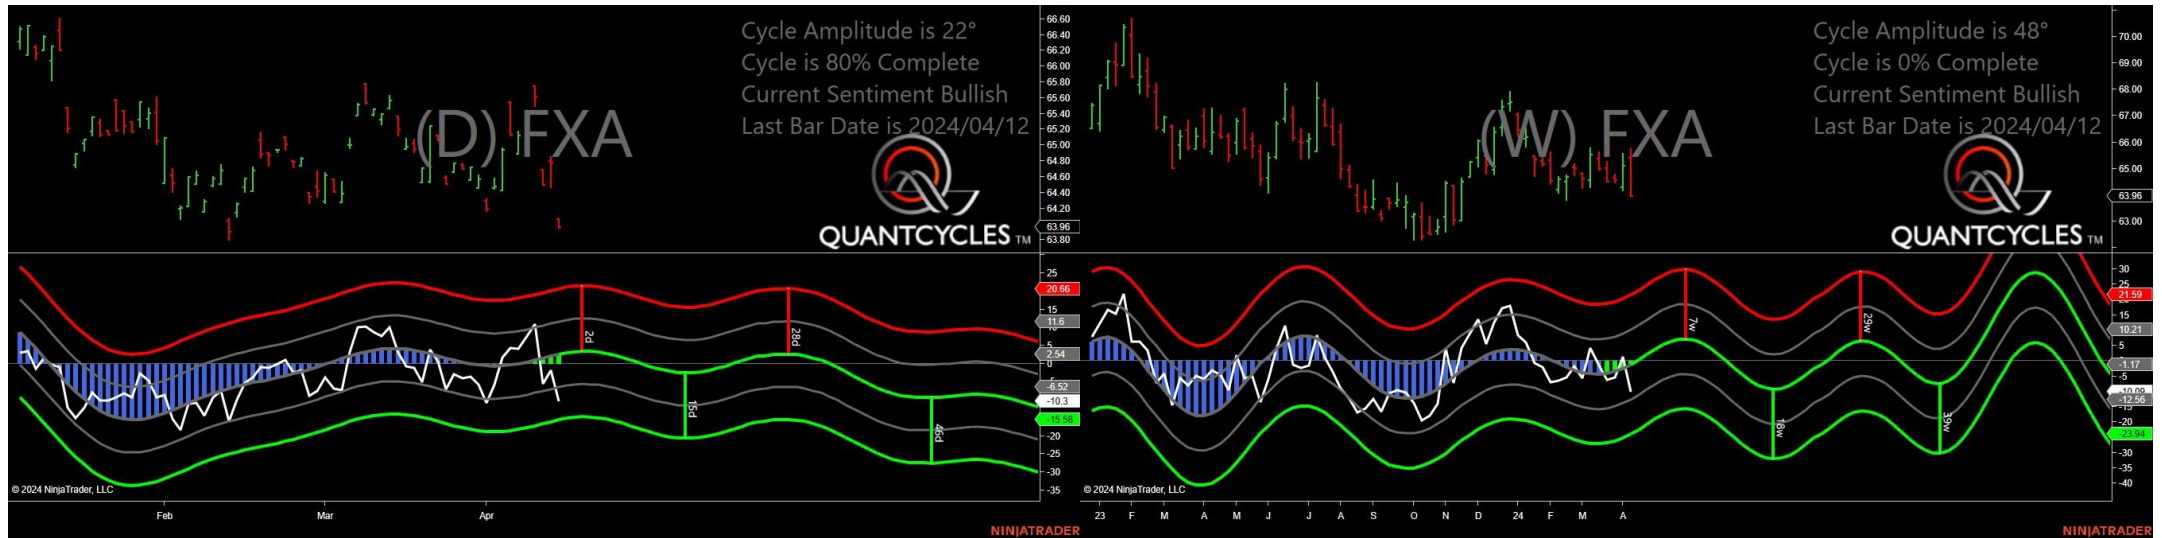 Cycle Amplitude is 22°
Cycle is 80% Complete
Current Sentiment Bullish
Last Bar Date is 2024/04/12
(D) FXA
QUANTCYCLES TM
66.60
66.40
66.20
66.00
65.80
65.60
65.40
65.20
65.00
64.80
64.60
64.40
64.20
63.96
63.80
25
20.66
15
11.6
5
2.54
-6.52
-10.3
-15.58
-20
-25
-30
-35
2d
15d
28d
46d
© 2024 NinjaTrader, LLC
Feb
Mar
Apr
NINJATRADER
Cycle Amplitude is 48°
Cycle is 0% Complete
Current Sentiment Bullish
Last Bar Date is 2024/04/12
(W) FXA
QUANTCYCLES TM
70.00
69.00
68.00
67.00
66.00
65.00
63.96
63.00
30
21.59
15
10.21
5
-1.17
-5
-10.09
-12.56
-15
-20
-23.94
-30
-35
-40
7w
18w
29w
39w
© 2024 NinjaTrader, LLC
23
F
M
A
M
J
J
A
S
O
N
D
24
F
M
A
NINJATRADER